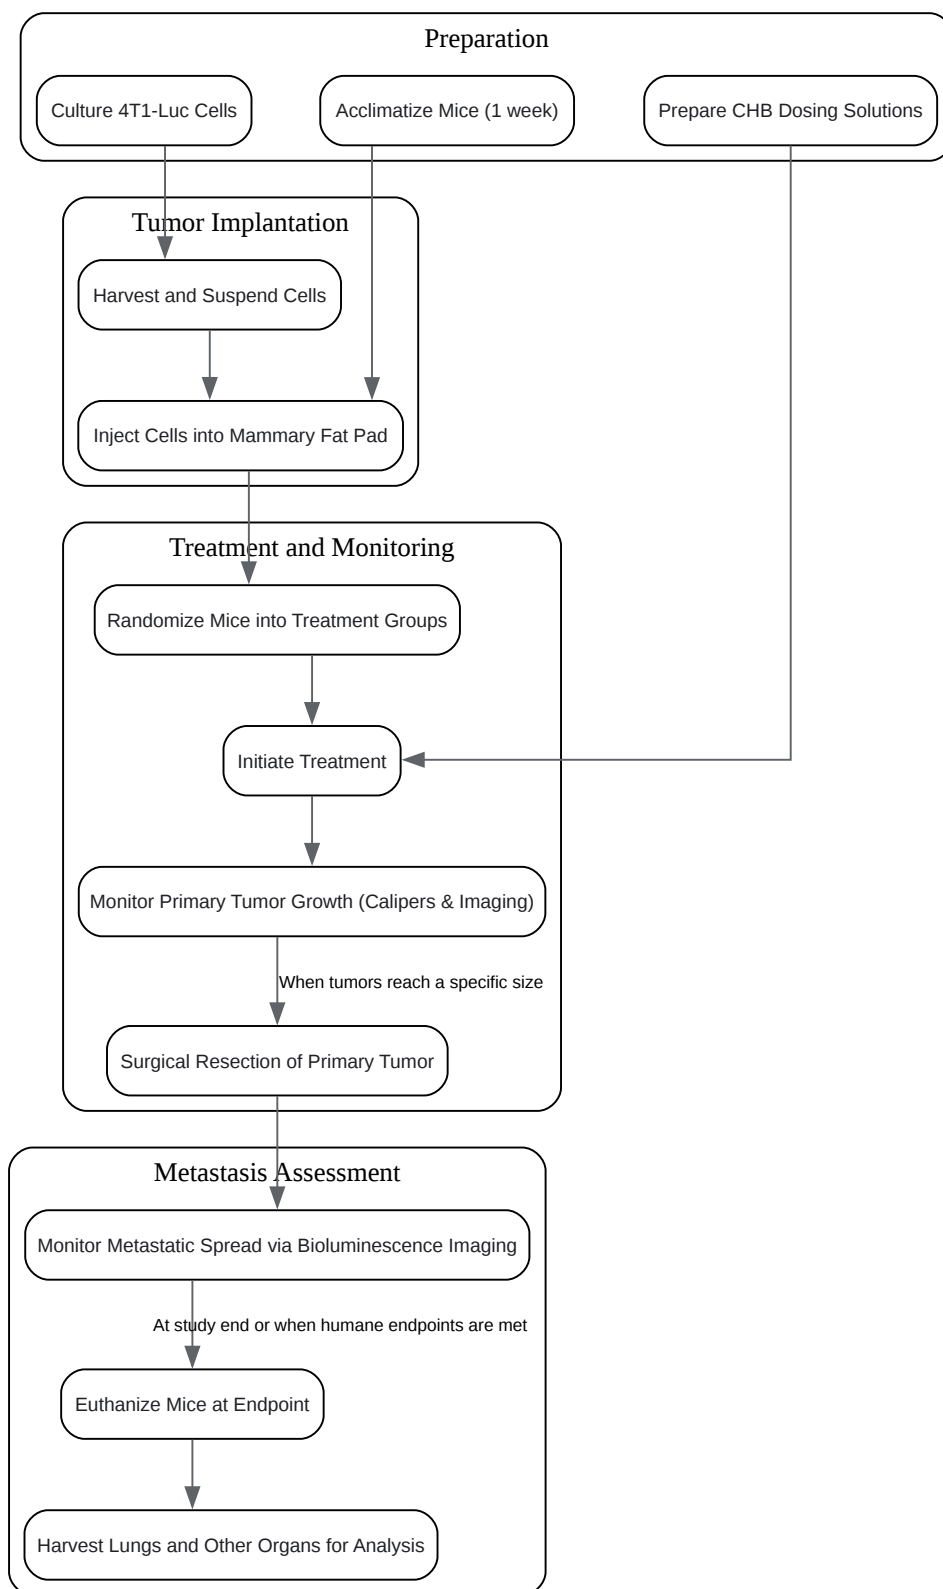 Preparation
Culture 4T1-Luc Cells
Acclimatize Mice (1 week)
Prepare CHB Dosing Solutions
Tumor Implantation
Harvest and Suspend Cells
Inject Cells into Mammary Fat Pad
Treatment and Monitoring
Randomize Mice into Treatment Groups
Initiate Treatment
Monitor Primary Tumor Growth (Calipers & Imaging)
When tumors reach a specific size
Surgical Resection of Primary Tumor
Metastasis Assessment
Monitor Metastatic Spread via Bioluminescence Imaging
At study end or when humane endpoints are met
Euthanize Mice at Endpoint
Harvest Lungs and Other Organs for Analysis